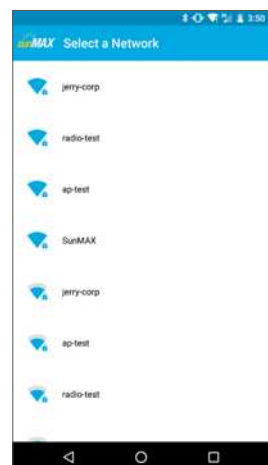 3:50
sunMAX Select a Network
jerry-corp
radio-test
ap-test
SunMAX
jerry-corp
ap-test
radio-test